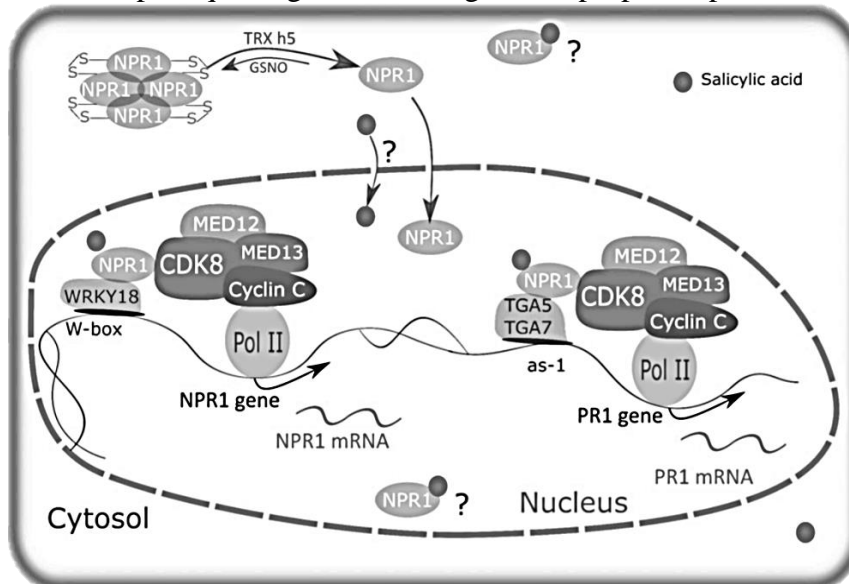 TRX h5
GSNO
S
S
NPR1
S
S
NPR1
NPR1
S
S
NPR1
S
S
NPR1
NPR1
?
Salicylic acid
?
NPR1
MED12
MED13
CDK8
Cyclin C
NPR1
WRKY18
W-box
Pol II
NPR1 gene
NPR1 mRNA
MED12
MED13
CDK8
Cyclin C
NPR1
TGA5
TGA7
as-1
Pol II
PR1 gene
PR1 mRNA
NPR1
?
Nucleus
Cytosol